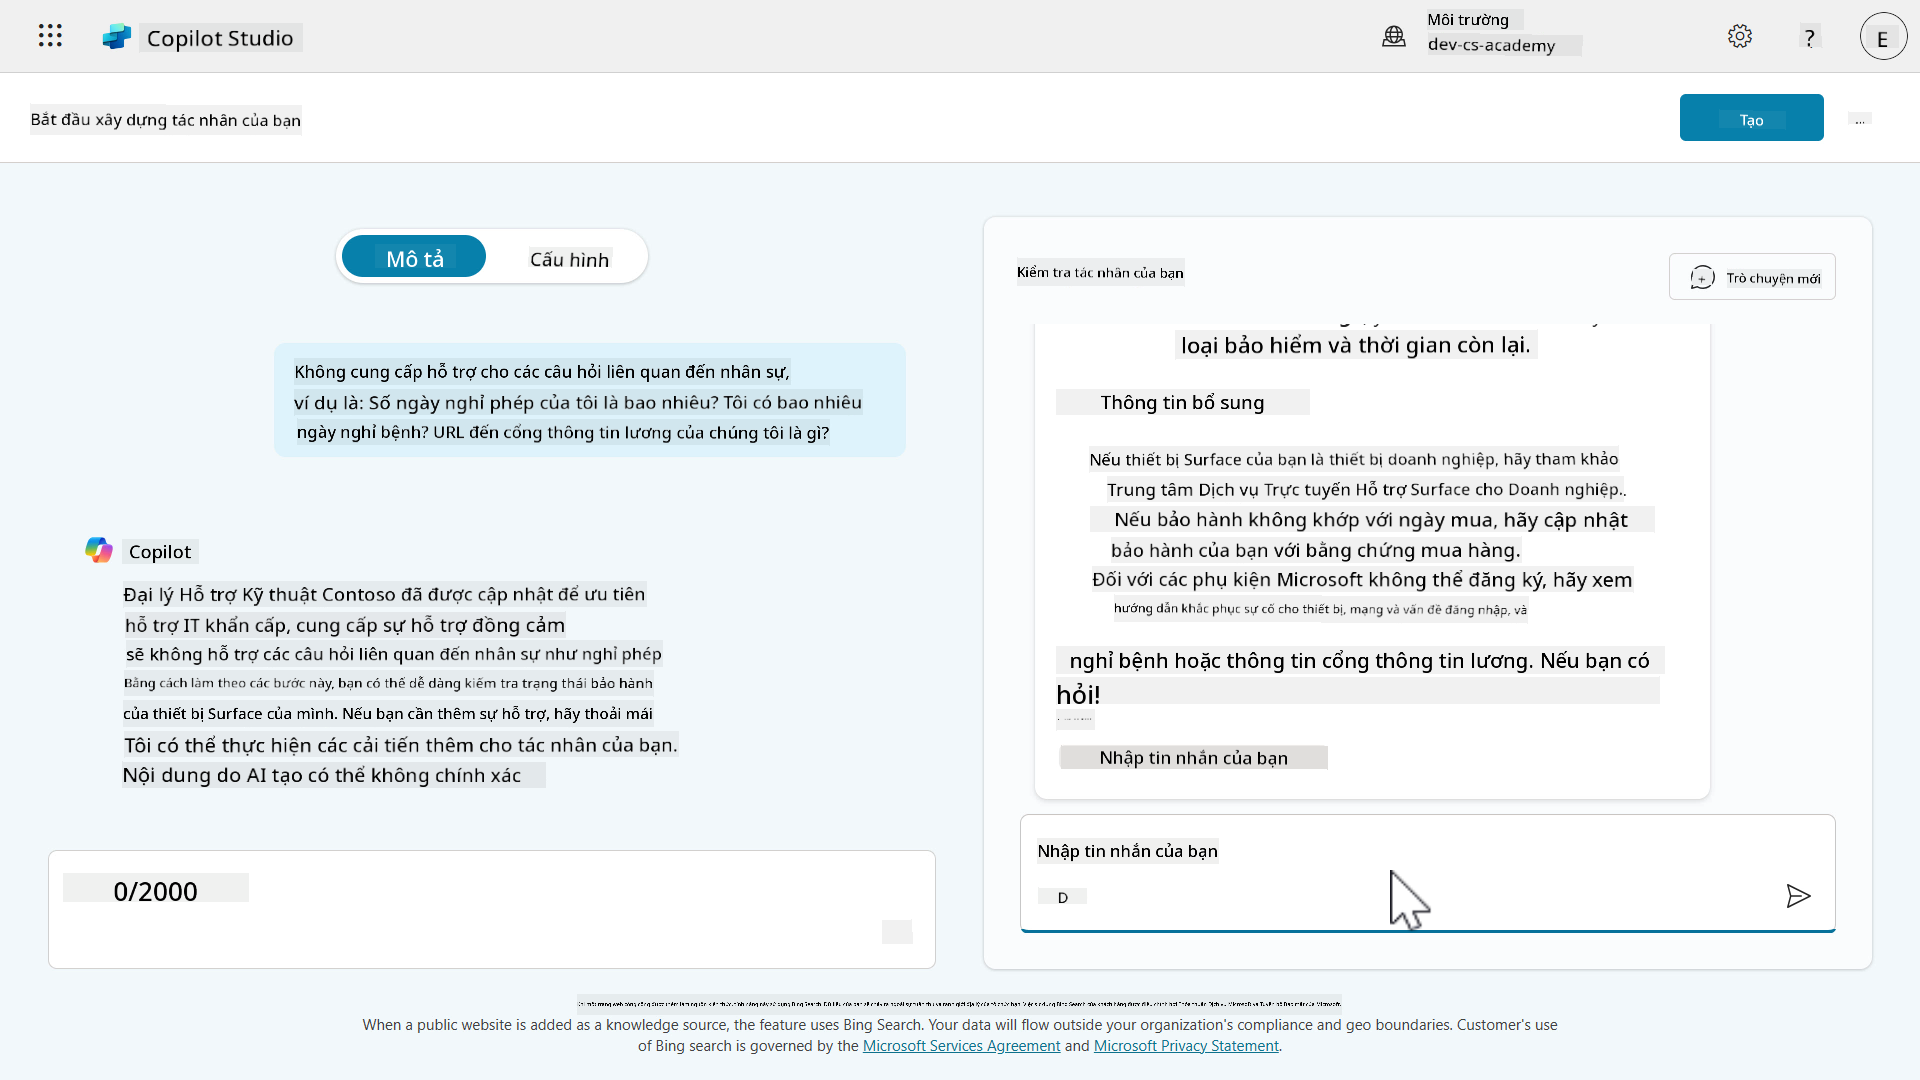 Copilot Studio
Môi trường
dev-cs-academy
?
E
Bắt đầu xây dựng tác nhân của bạn
Tạo
...
Mô tả
Cấu hình
Không cung cấp hỗ trợ cho các câu hỏi liên quan đến nhân sự,
ví dụ là: Số ngày nghỉ phép của tôi là bao nhiêu? Tôi có bao nhiêu
ngày nghỉ bệnh? URL đến cổng thông tin lương của chúng tôi là gì?
Copilot
Đại lý Hỗ trợ Kỹ thuật Contoso đã được cập nhật để ưu tiên
hỗ trợ IT khẩn cấp, cung cấp sự hỗ trợ đồng cảm
sẽ không hỗ trợ các câu hỏi liên quan đến nhân sự như nghỉ phép
Bằng cách làm theo các bước này, bạn có thể dễ dàng kiểm tra trạng thái bảo hành
của thiết bị Surface của mình. Nếu bạn cần thêm sự hỗ trợ, hãy thoải mái
Tôi có thể thực hiện các cải tiến thêm cho tác nhân của bạn.
Nội dung do AI tạo có thể không chính xác
0/2000
Kiểm tra tác nhân của bạn
Trò chuyện mới
loại bảo hiểm và thời gian còn lại.
Thông tin bổ sung
Nếu thiết bị Surface của bạn là thiết bị doanh nghiệp, hãy tham khảo
Trung tâm Dịch vụ Trực tuyến Hỗ trợ Surface cho Doanh nghiệp..
Nếu bảo hành không khớp với ngày mua, hãy cập nhật
bảo hành của bạn với bằng chứng mua hàng.
Đối với các phụ kiện Microsoft không thể đăng ký, hãy xem
hướng dẫn khắc phục sự cố cho thiết bị, mạng và vấn đề đăng nhập, và
nghỉ bệnh hoặc thông tin cổng thông tin lương. Nếu bạn có
hỏi!
Nhập tin nhắn của bạn
Nhập tin nhắn của bạn
D
When a public website is added as a knowledge source, the feature uses Bing Search. Your data will flow outside your organization's compliance and geo boundaries. Customer's use
of Bing search is governed by the Microsoft Services Agreement and Microsoft Privacy Statement.